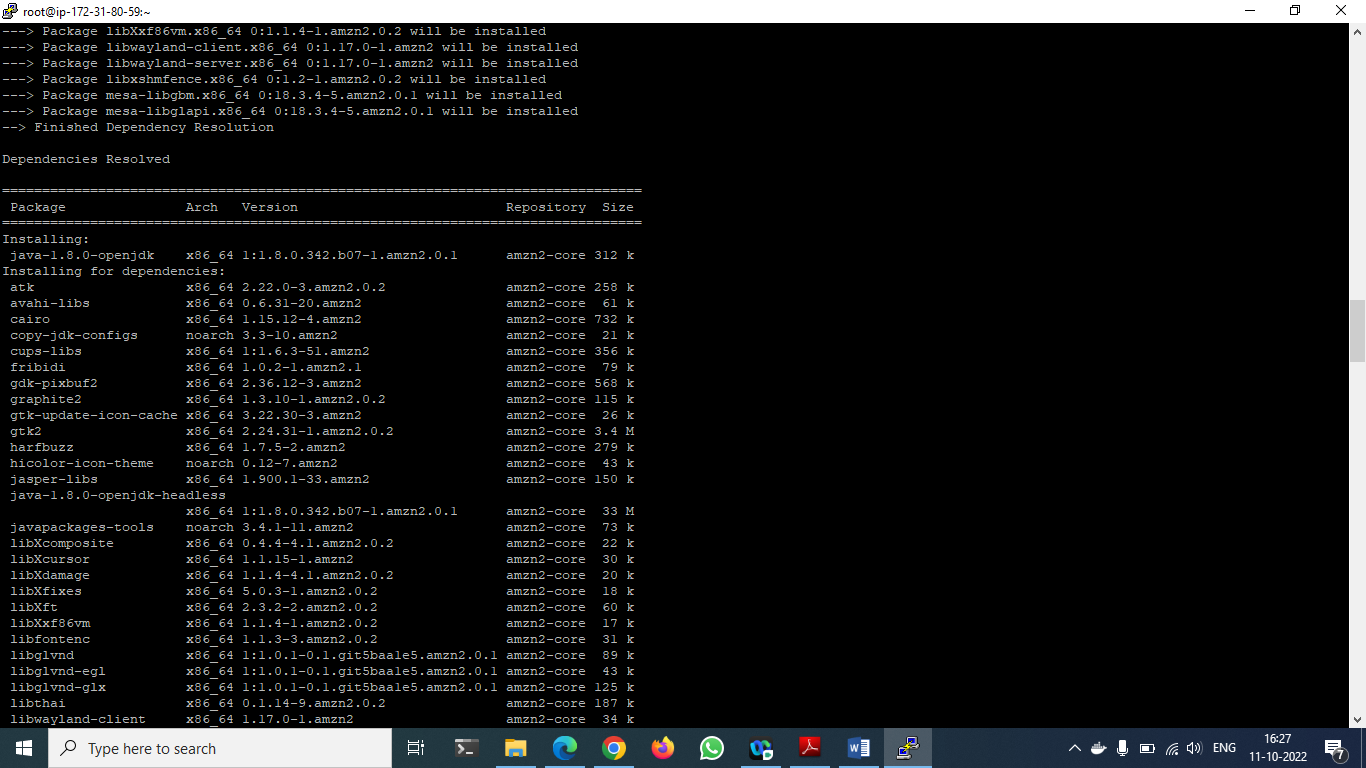 root@ip-172-31-80-59:~
---> Package libXxf86vm.x86_64 0:1.1.4-1.amzn2.0.2 will be installed
---> Package libwayland-client.x86_64 0:1.17.0-1.amzn2 will be installed
---> Package libwayland-server.x86_64 0:1.17.0-1.amzn2 will be installed
---> Package libxshmfence.x86_64 0:1.2-1.amzn2.0.2 will be installed
---> Package mesa-libgbm.x86_64 0:18.3.4-5.amzn2.0.1 will be installed
---> Package mesa-libglapi.x86_64 0:18.3.4-5.amzn2.0.1 will be installed
--> Finished Dependency Resolution
Dependencies Resolved
================================================================================
Package Arch Version Repository Size
================================================================================
Installing:
java-1.8.0-openjdk x86_64 1:1.8.0.342.b07-1.amzn2.0.1 amzn2-core 312 k
Installing for dependencies:
atk x86_64 2.22.0-3.amzn2.0.2 amzn2-core 258 k
avahi-libs x86_64 0.6.31-20.amzn2 amzn2-core 61 k
cairo x86_64 1.15.12-4.amzn2 amzn2-core 732 k
copy-jdk-configs noarch 3.3-10.amzn2 amzn2-core 21 k
cups-libs x86_64 1:1.6.3-51.amzn2 amzn2-core 356 k
fribidi x86_64 1.0.2-1.amzn2.1 amzn2-core 79 k
gdk-pixbuf2 x86_64 2.36.12-3.amzn2 amzn2-core 568 k
graphite2 x86_64 1.3.10-1.amzn2.0.2 amzn2-core 115 k
gtk-update-icon-cache x86_64 3.22.30-3.amzn2 amzn2-core 26 k
gtk2 x86_64 2.24.31-1.amzn2.0.2 amzn2-core 3.4 M
harfbuzz x86_64 1.7.5-2.amzn2 amzn2-core 279 k
hicolor-icon-theme noarch 0.12-7.amzn2 amzn2-core 43 k
jasper-libs x86_64 1.900.1-33.amzn2 amzn2-core 150 k
java-1.8.0-openjdk-headless
x86_64 1:1.8.0.342.b07-1.amzn2.0.1 amzn2-core 33 M
javapackages-tools noarch 3.4.1-11.amzn2 amzn2-core 73 k
libXcomposite x86_64 0.4.4-4.1.amzn2.0.2 amzn2-core 22 k
libXcursor x86_64 1.1.15-1.amzn2 amzn2-core 30 k
libXdamage x86_64 1.1.4-4.1.amzn2.0.2 amzn2-core 20 k
libXfixes x86_64 5.0.3-1.amzn2.0.2 amzn2-core 18 k
libXft x86_64 2.3.2-2.amzn2.0.2 amzn2-core 60 k
libXxf86vm x86_64 1.1.4-1.amzn2.0.2 amzn2-core 17 k
libfontenc x86_64 1.1.3-3.amzn2.0.2 amzn2-core 31 k
libglvnd x86_64 1:1.0.1-0.1.git5baa1e5.amzn2.0.1 amzn2-core 89 k
libglvnd-egl x86_64 1:1.0.1-0.1.git5baa1e5.amzn2.0.1 amzn2-core 43 k
libglvnd-glx x86_64 1:1.0.1-0.1.git5baa1e5.amzn2.0.1 amzn2-core 125 k
libthai x86_64 0.1.14-9.amzn2.0.2 amzn2-core 187 k
libwayland-client x86_64 1.17.0-1.amzn2 amzn2-core 34 k
Type here to search
ENG
16:27
11-10-2022
7